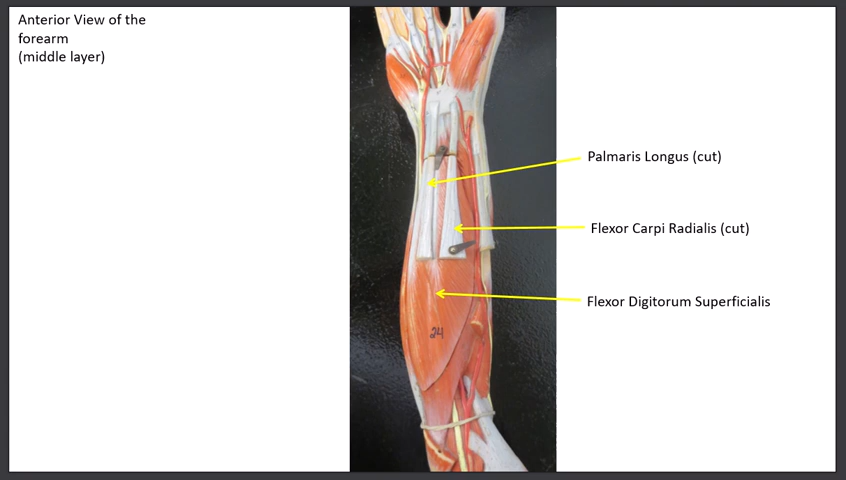 Anterior View of the
forearm
(middle layer)
Palmaris Longus (cut)
Flexor Carpi Radialis (cut)
Flexor Digitorum Superficialis
24